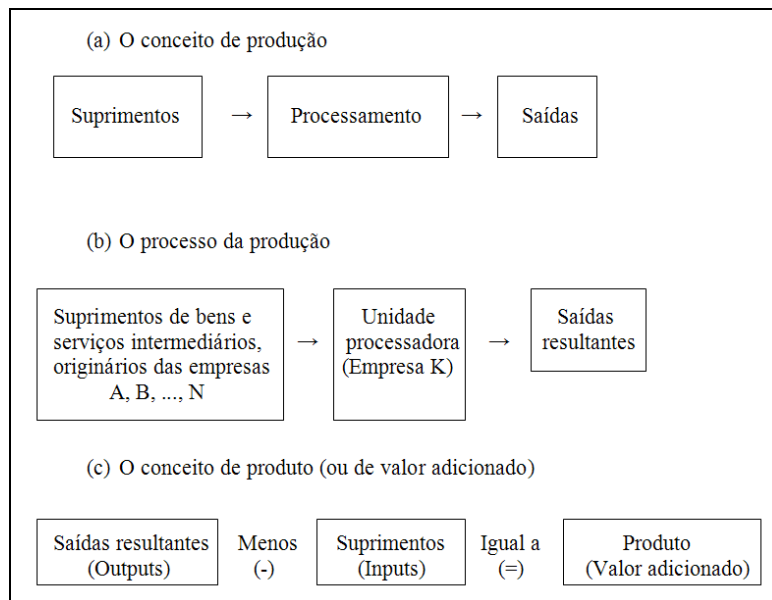 (a) O conceito de produção
Suprimentos → Processamento → Saídas
(b) O processo da produção
Suprimentos de bens e
serviços intermediários,
originários das empresas
A, B, ..., N
→
Unidade
processadora
(Empresa K)
→
Saídas
resultantes
(c) O conceito de produto (ou de valor adicionado)
Saídas resultantes
(Outputs)
Menos
(-)
Suprimentos
(Inputs)
Igual a
(=)
Produto
(Valor adicionado)